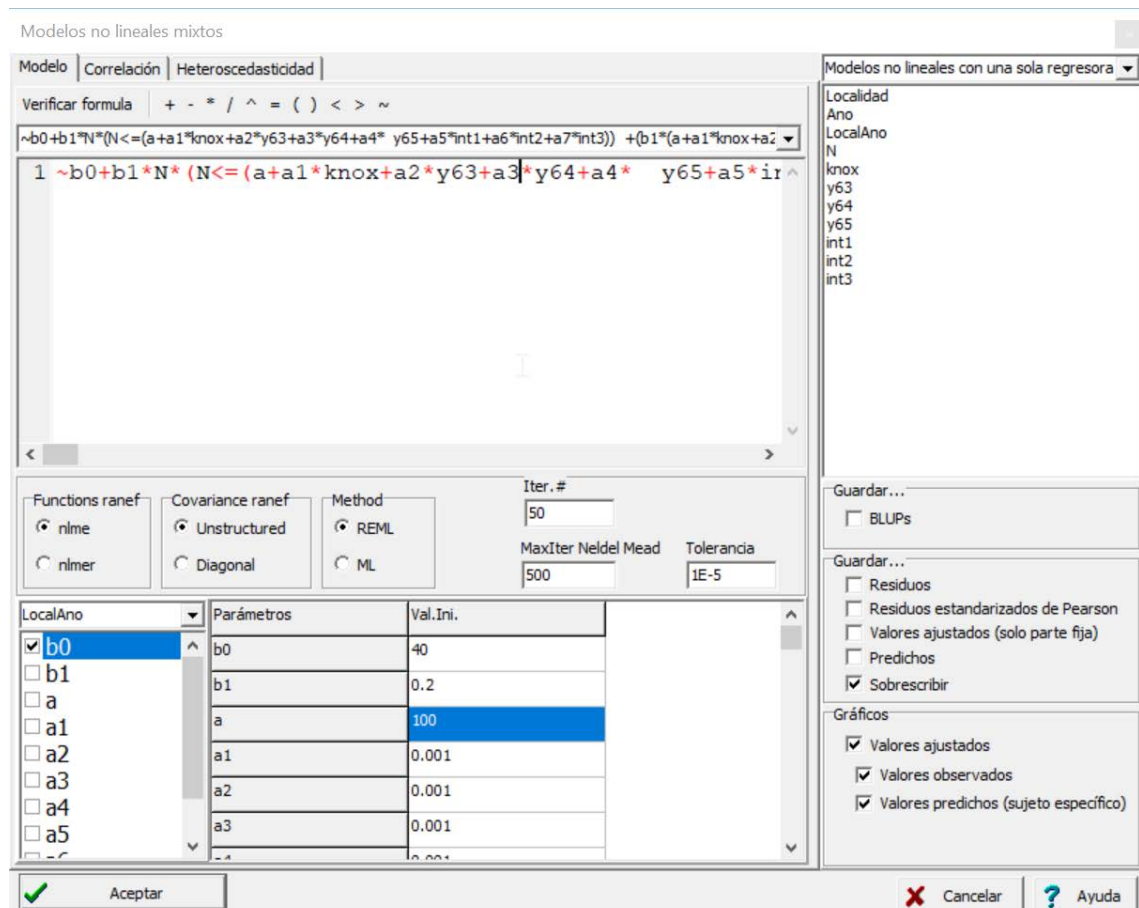 Modelos no lineales mixtos
Modelo Correlación Heteroscedasticidad
Verificar formula + - * / ^ = ( ) < > ~
~b0+b1*N*(N<=(a+a1*knox+a2*y63+a3*y64+a4* y65+a5*int1+a6*int2+a7*int3)) +(b1*(a+a1*knox+a2
1 ~b0+b1*N*(N<=(a+a1*knox+a2*y63+a3*y64+a4* y65+a5*ir
Functions ranef
nlme
nlmer
Covariance ranef
Unstructured
Diagonal
Method
REML
ML
Iter.#
50
MaxIter Neldel Mead
500
Tolerancia
1E-5
LocalAno
b0
b1
a
a1
a2
a3
a4
a5
Parámetros Val.Ini.
b0 40
b1 0.2
a 100
a1 0.001
a2 0.001
a3 0.001
Modelos no lineales con una sola regresora
Localidad
Ano
LocalAno
N
knox
y63
y64
y65
int1
int2
int3
Guardar...
BLUPs
Guardar...
Residuos
Residuos estandarizados de Pearson
Valores ajustados (solo parte fija)
Predichos
Sobrescribir
Gráficos
Valores ajustados
Valores observados
Valores predichos (sujeto específico)
Aceptar
Cancelar
Ayuda